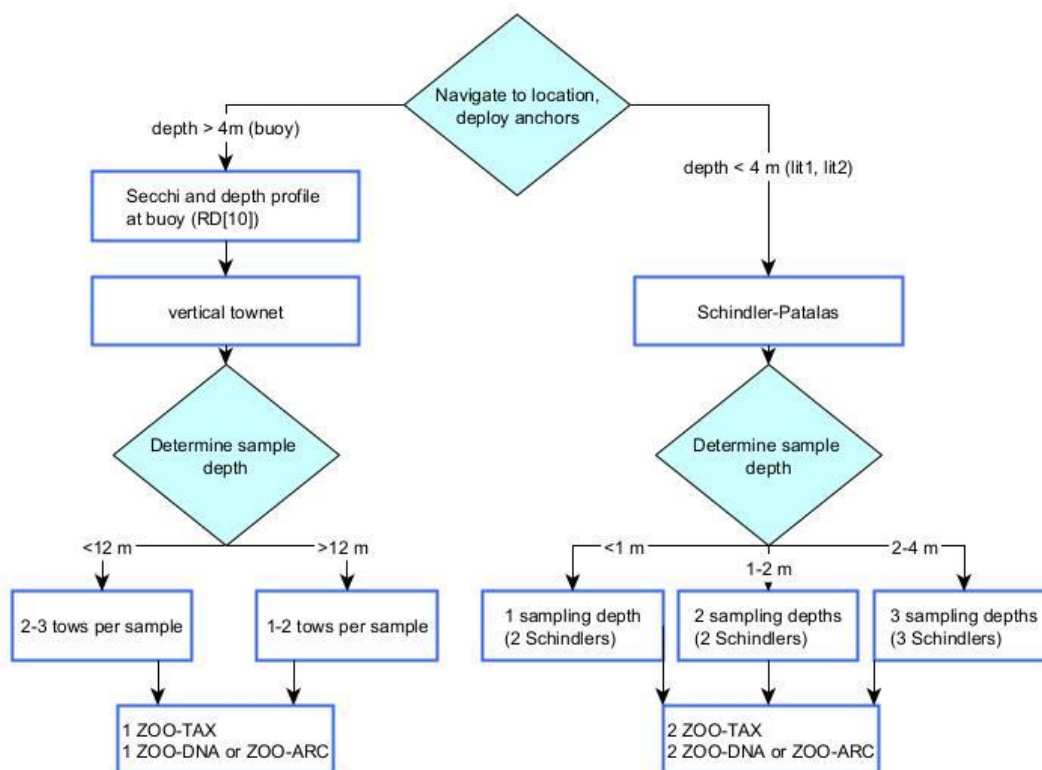 Navigate to location,
deploy anchors
depth > 4m (buoy)
depth < 4 m (lit1, lit2)
Secchi and depth profile
at buoy (RD[10])
vertical townet
Schindler-Patalas
Determine sample
depth
Determine sample
depth
<12 m
>12 m
<1 m
1-2 m
2-4 m
2-3 tows per sample
1-2 tows per sample
1 sampling depth
(2 Schindlers)
2 sampling depths
(2 Schindlers)
3 sampling depths
(3 Schindlers)
1 ZOO-TAX
1 ZOO-DNA or ZOO-ARC
2 ZOO-TAX
2 ZOO-DNA or ZOO-ARC